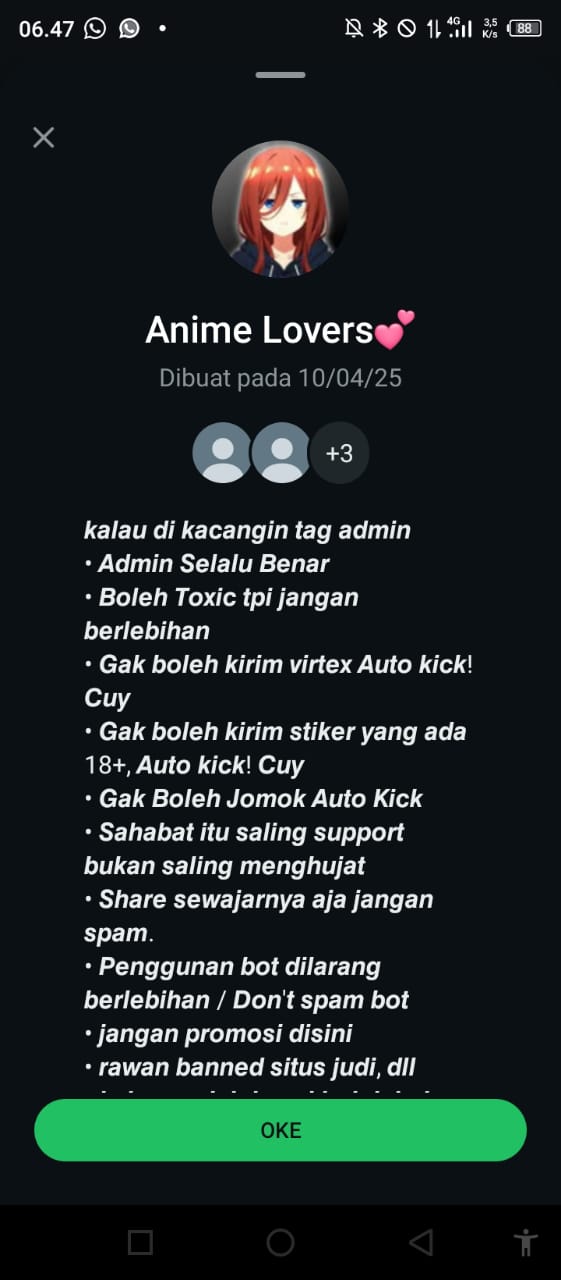 06.47
4G
3,5
K/s
88
Anime Lovers💕
Dibuat pada 10/04/25
+3
kalau di kacangin tag admin
• Admin Selalu Benar
• Boleh Toxic tpi jangan
berlebihan
• Gak boleh kirim virtex Auto kick!
Cuy
• Gak boleh kirim stiker yang ada
18+, Auto kick! Cuy
• Gak Boleh Jomok Auto Kick
• Sahabat itu saling support
bukan saling menghujat
• Share sewajarnya aja jangan
spam.
• Penggunan bot dilarang
berlebihan / Don't spam bot
• jangan promosi disini
• rawan banned situs judi, dll
OKE